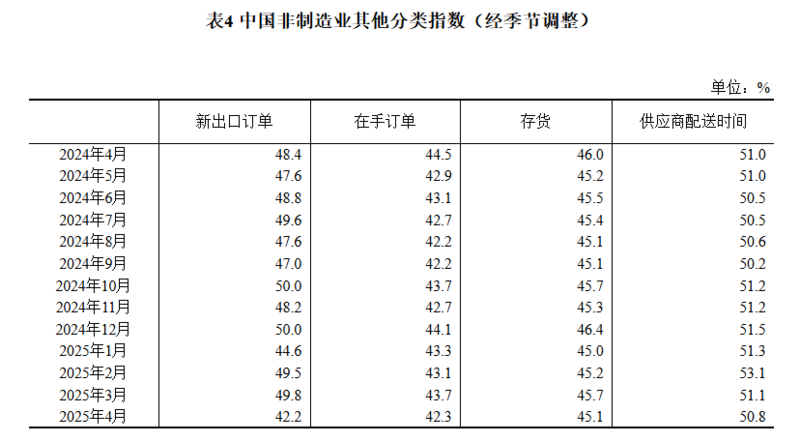 表4 中国非制造业其他分类指数（经季节调整）
单位：%
新出口订单 在手订单 存货 供应商配送时间
2024年4月 48.4 44.5 46.0 51.0
2024年5月 47.6 42.9 45.2 51.0
2024年6月 48.8 43.1 45.5 50.5
2024年7月 49.6 42.7 45.4 50.5
2024年8月 47.6 42.2 45.1 50.6
2024年9月 47.0 42.2 45.1 50.2
2024年10月 50.0 43.7 45.7 51.2
2024年11月 48.2 42.7 45.3 51.2
2024年12月 50.0 44.1 46.4 51.5
2025年1月 44.6 43.3 45.0 51.3
2025年2月 49.5 43.1 45.2 53.1
2025年3月 49.8 43.7 45.7 51.1
2025年4月 42.2 42.3 45.1 50.8